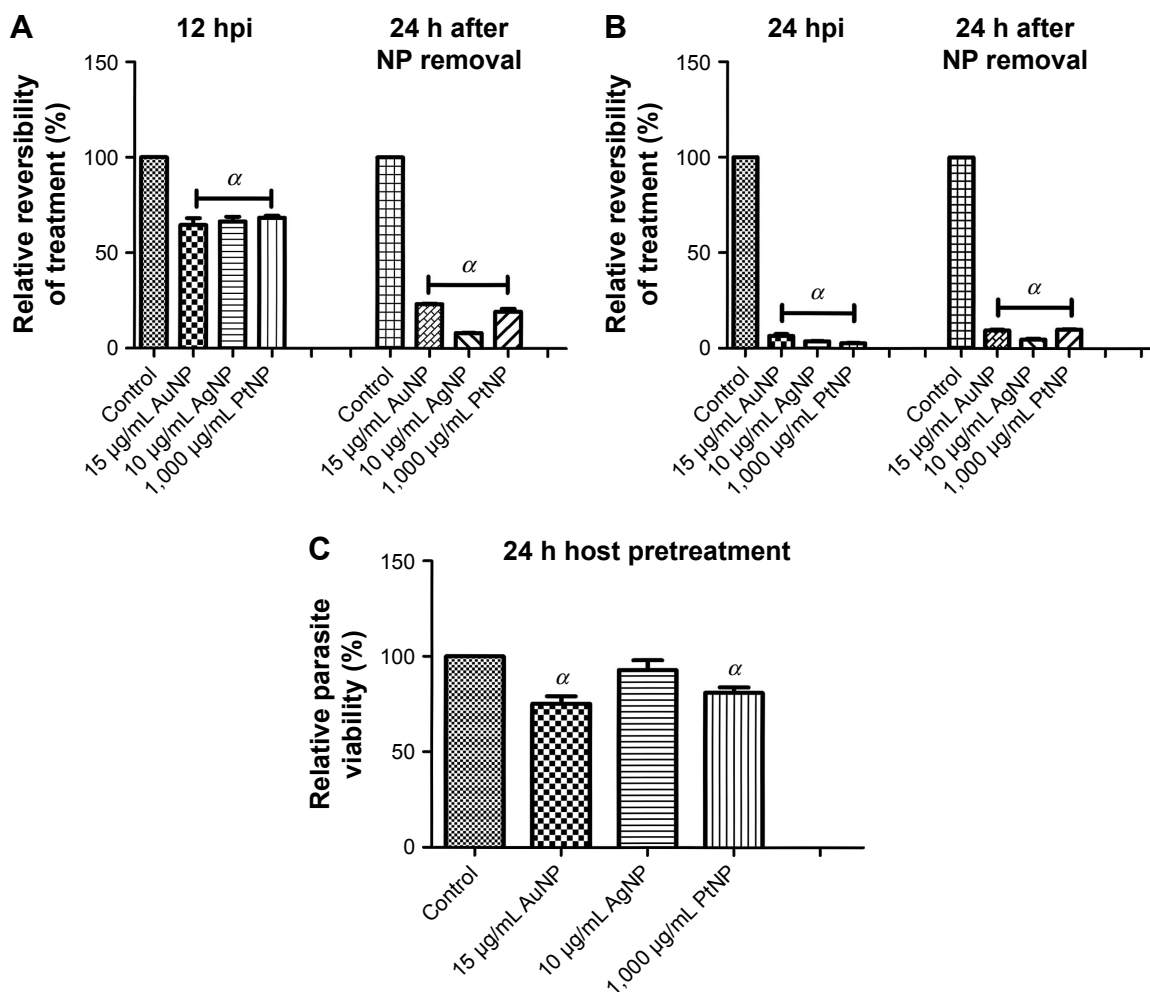 A
12 hpi
24 h after
NP removal
Relative reversibility
of treatment (%)
150
100
50
0
α
α
Control
15 µg/mL AuNP
10 µg/mL AgNP
1,000 µg/mL PtNP
Control
15 µg/mL AuNP
10 µg/mL AgNP
1,000 µg/mL PtNP
B
24 hpi
24 h after
NP removal
Relative reversibility
of treatment (%)
150
100
50
0
α
α
Control
15 µg/mL AuNP
10 µg/mL AgNP
1,000 µg/mL PtNP
Control
15 µg/mL AuNP
10 µg/mL AgNP
1,000 µg/mL PtNP
C
24 h host pretreatment
Relative parasite
viability (%)
150
100
50
0
α
α
Control
15 µg/mL AuNP
10 µg/mL AgNP
1,000 µg/mL PtNP